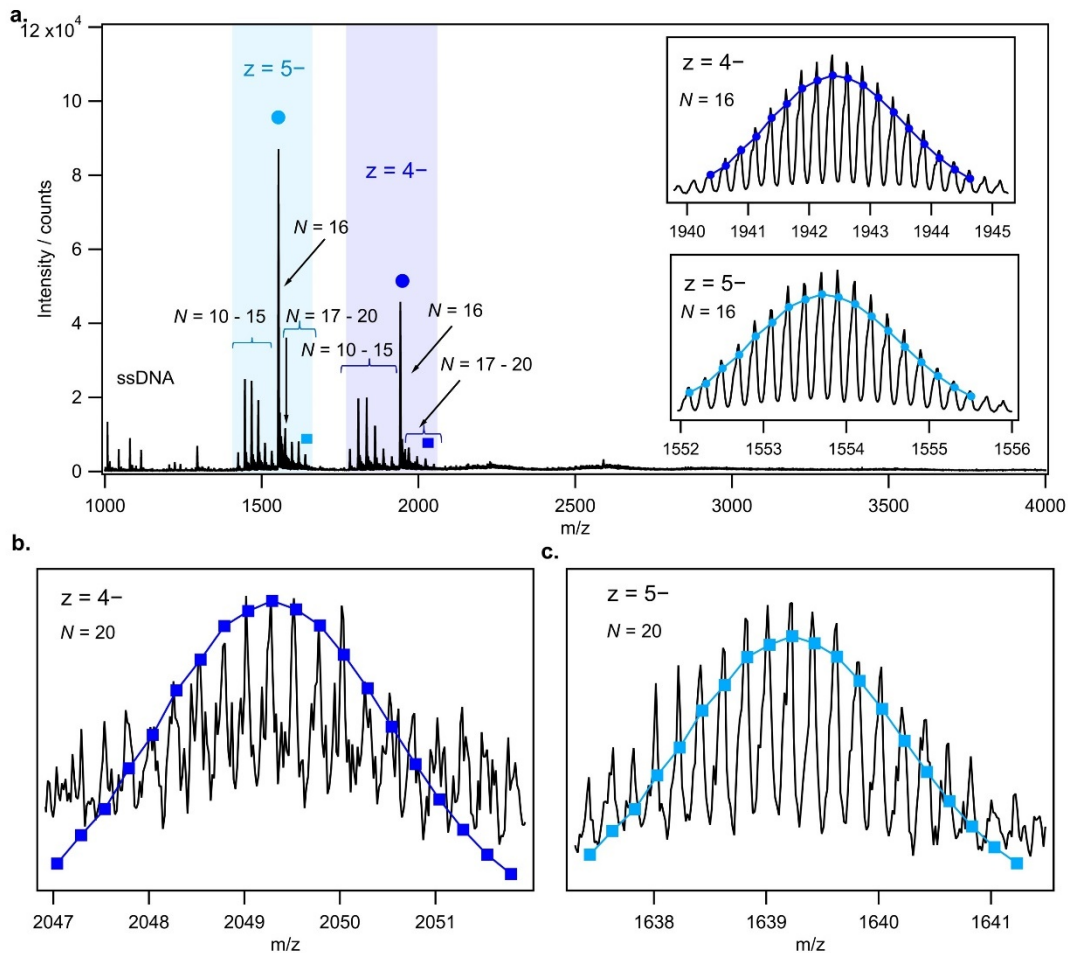 a.
12 x10⁴
10
8
6
4
2
0
Intensity / counts
z = 5−
z = 4−
N = 16
N = 10 - 15
N = 17 - 20
N = 10 - 15
N = 16
N = 17 - 20
ssDNA
1000 1500 2000 2500 3000 3500 4000
m/z
z = 4−
N = 16
1940 1941 1942 1943 1944 1945
z = 5−
N = 16
1552 1553 1554 1555 1556
b.
z = 4−
N = 20
2047 2048 2049 2050 2051
m/z
c.
z = 5−
N = 20
1638 1639 1640 1641
m/z